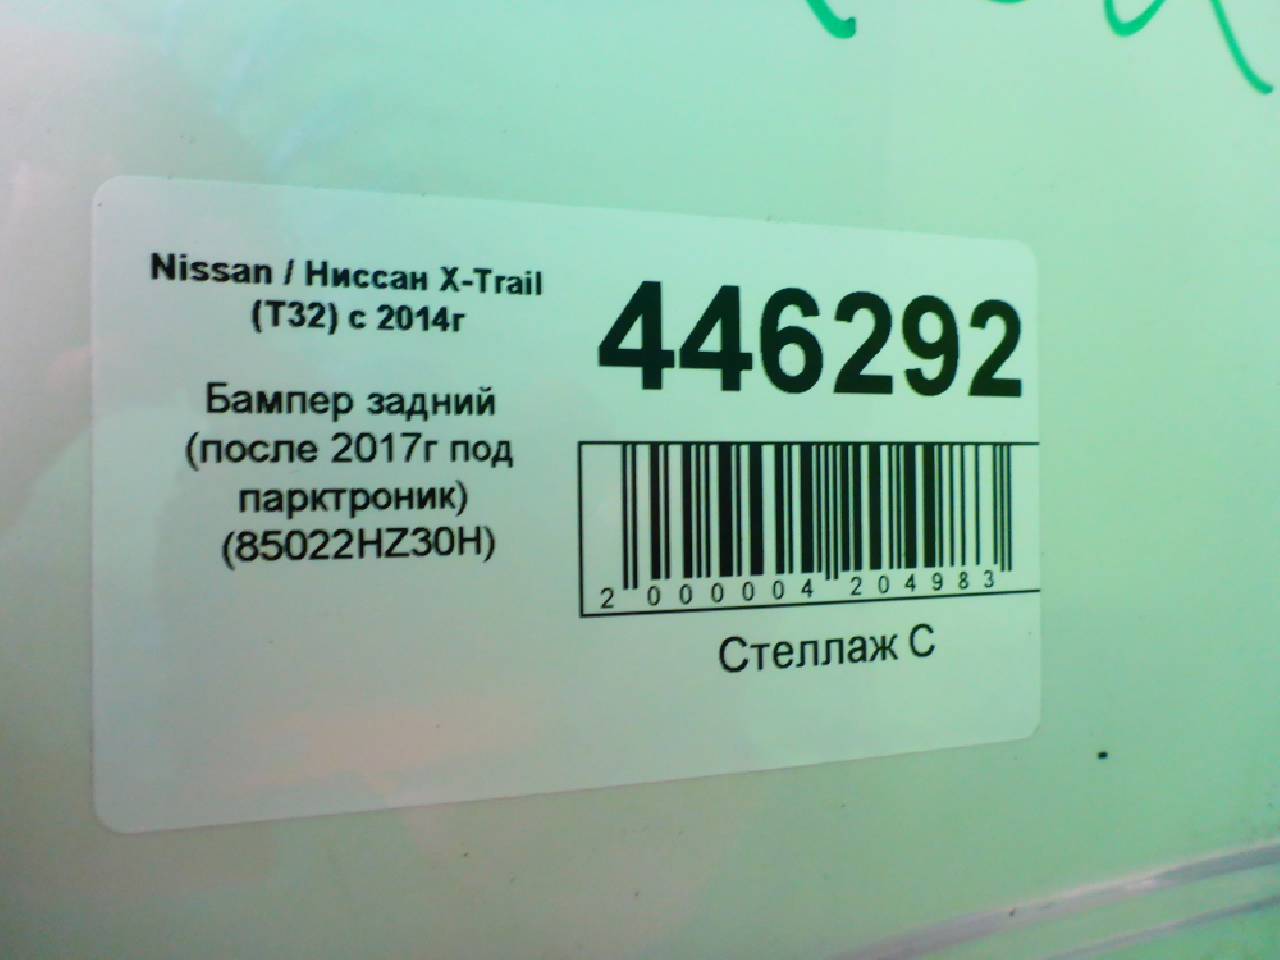 Nissan / Ниссан X-Trail
(T32) с 2014г
446292
Бампер задний
(после 2017г под
парктроник)
(85022HZ30H)
2 000004 204983
Стеллаж С